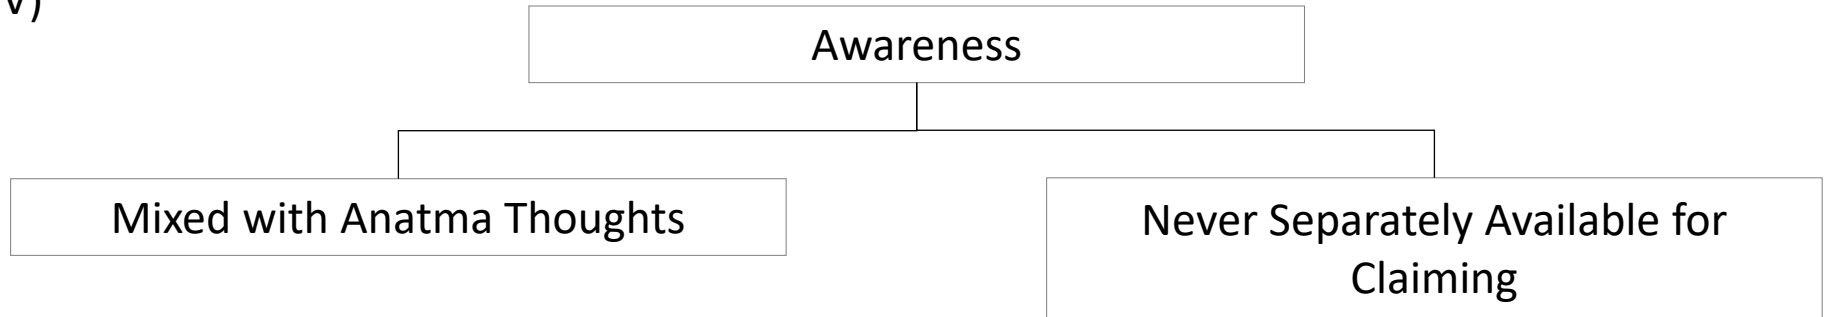 V)
Awareness
Mixed with Anatma Thoughts
Never Separately Available for
Claiming